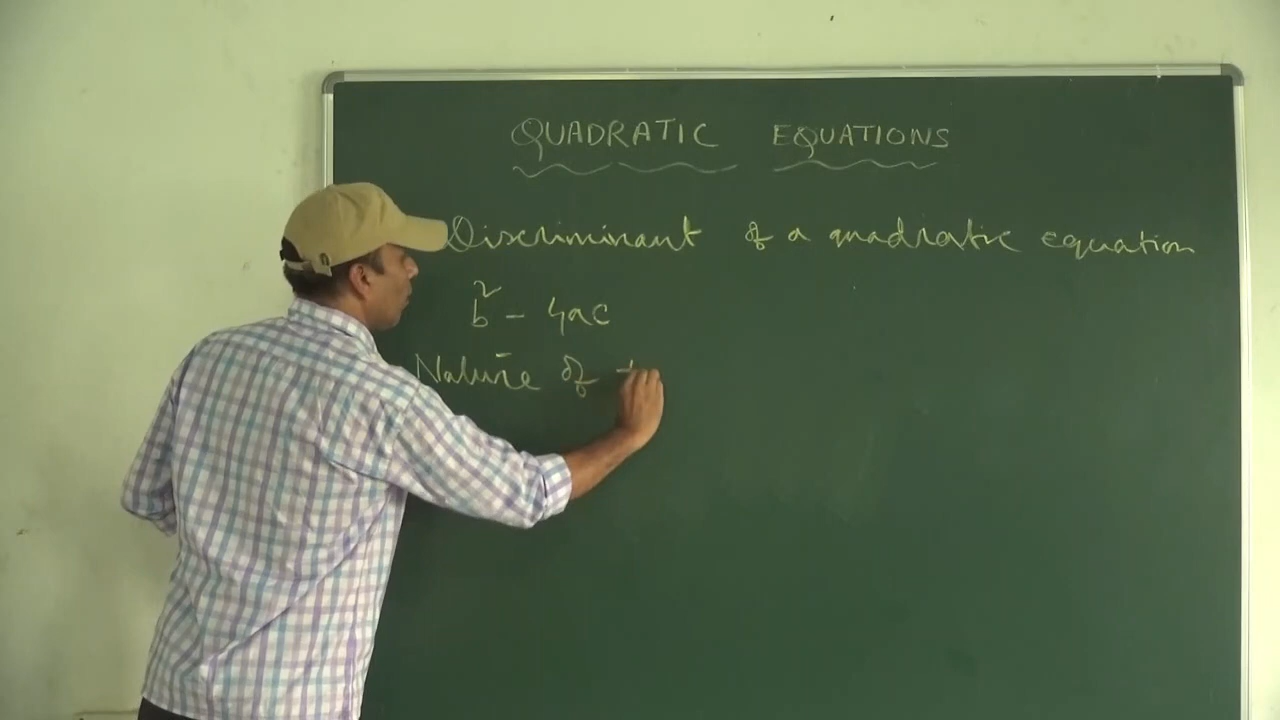 QUADRATIC EQUATIONS
Discriminant of a quadratic equation
b² - 4ac
Nature of